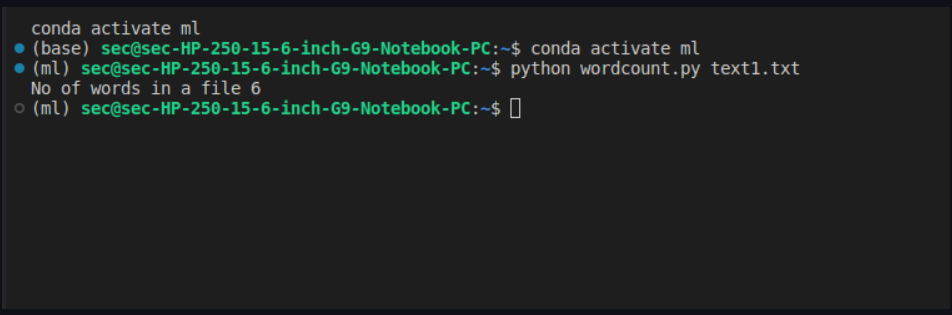 conda activate ml
(base) sec@sec-HP-250-15-6-inch-G9-Notebook-PC:~$ conda activate ml
(ml) sec@sec-HP-250-15-6-inch-G9-Notebook-PC:~$ python wordcount.py text1.txt
No of words in a file 6
(ml) sec@sec-HP-250-15-6-inch-G9-Notebook-PC:~$